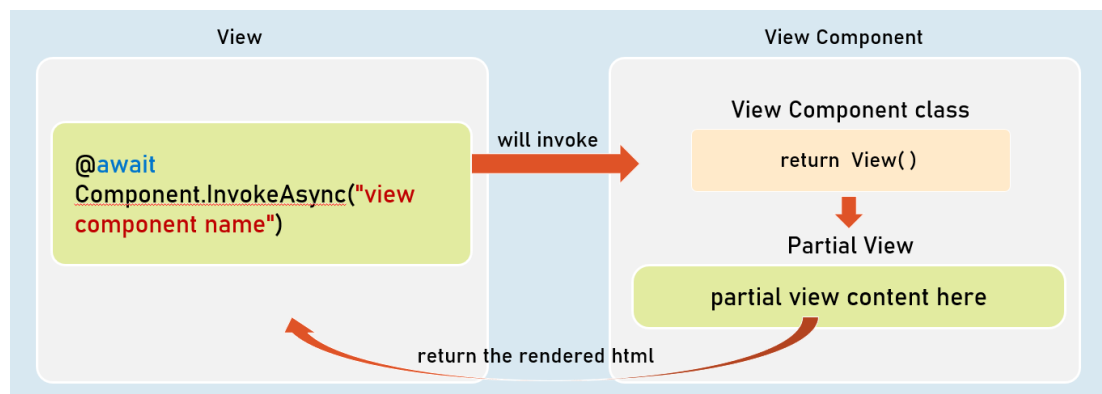 View
@await
Component.InvokeAsync("view
component name")
will invoke
View Component
View Component class
return View()
Partial View
partial view content here
return the rendered html